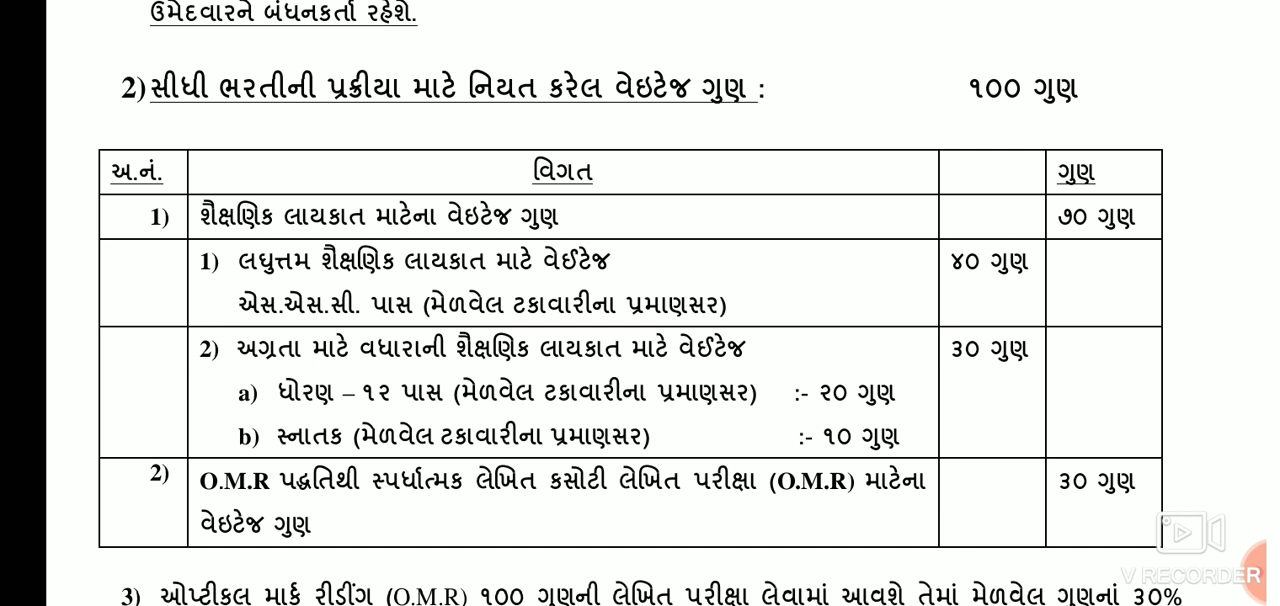 ઉમેદવારને બંધનકર્તા રહેશે.
2) સીધી ભરતીની પ્રક્રીયા માટે નિયત કરેલ વેઇટેજ ગુણ : ૧૦૦ ગુણ
અ.નં. વિગત ગુણ
1) શૈક્ષણિક લાયકાત માટેના વેઇટેજ ગુણ ૭૦ ગુણ
1) લઘુત્તમ શૈક્ષણિક લાયકાત માટે વેઈટેજ ૪૦ ગુણ
એસ.એસ.સી. પાસ (મેળવેલ ટકાવારીના પ્રમાણસર)
2) અગ્રતા માટે વધારાની શૈક્ષણિક લાયકાત માટે વેઈટેજ ૩૦ ગુણ
a) ધોરણ – ૧૨ પાસ (મેળવેલ ટકાવારીના પ્રમાણસર) :- ૨૦ ગુણ
b) સ્નાતક (મેળવેલ ટકાવારીના પ્રમાણસર) :- ૧૦ ગુણ
2) O.M.R પદ્ધતિથી સ્પર્ધાત્મક લેખિત કસોટી લેખિત પરીક્ષા (O.M.R) માટેના ૩૦ ગુણ
વેઇટેજ ગુણ
V RECORDER
3) ઓપ્ટીકલ માર્ક રીડીંગ (O.M.R) ૧૦૦ ગુણની લેખિત પરીક્ષા લેવામાં આવશે તેમાં મેળવેલ ગુણનાં ૩૦%